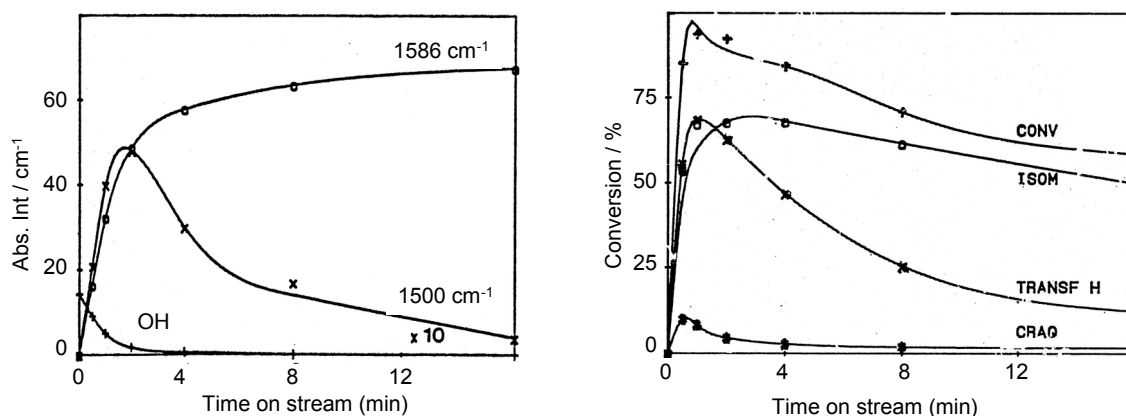 Abs. Int / cm-1
60
40
20
0
1586 cm-1
1500 cm-1
OH
×10
0
4
8
12
Time on stream (min)
Conversion / %
100
75
50
25
0
CONV
ISOM
TRANSF H
CRAQ
0
4
8
12
Time on stream (min)